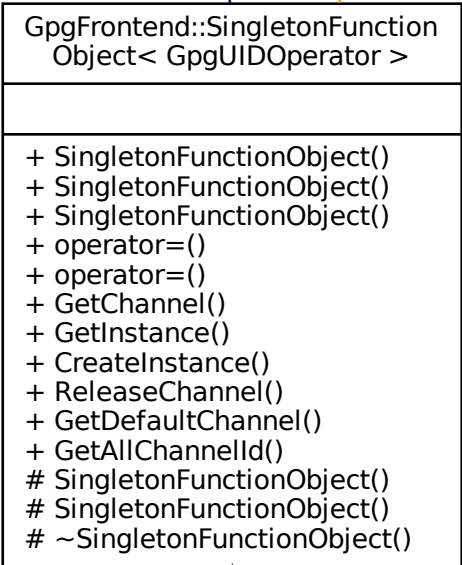 GpgFrontend::SingletonFunction
Object< GpgUIDOperator >
+ SingletonFunctionObject()
+ SingletonFunctionObject()
+ SingletonFunctionObject()
+ operator=()
+ operator=()
+ GetChannel()
+ GetInstance()
+ CreateInstance()
+ ReleaseChannel()
+ GetDefaultChannel()
+ GetAllChannelId()
# SingletonFunctionObject()
# SingletonFunctionObject()
# ~SingletonFunctionObject()